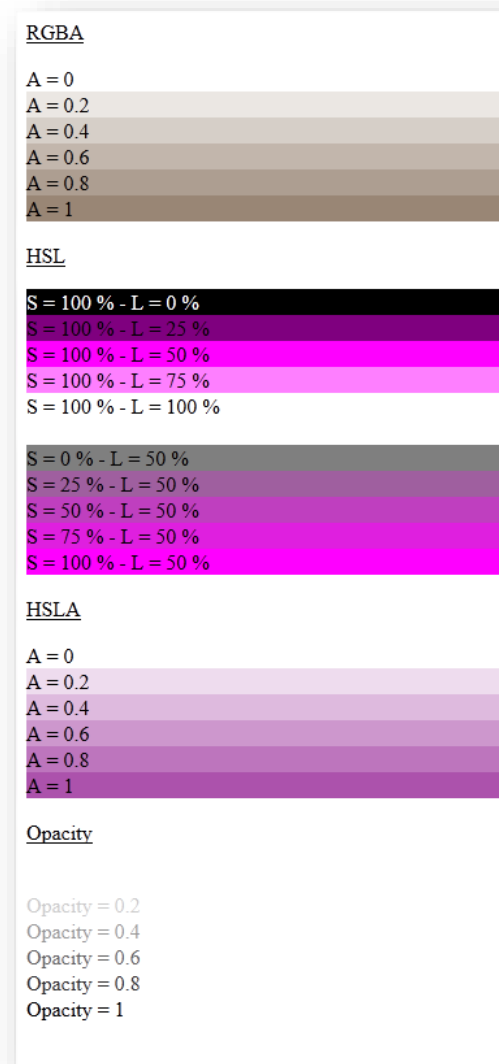 RGBA
A = 0
A = 0.2
A = 0.4
A = 0.6
A = 0.8
A = 1
HSL
S = 100 % - L = 0 %
S = 100 % - L = 25 %
S = 100 % - L = 50 %
S = 100 % - L = 75 %
S = 100 % - L = 100 %
S = 0 % - L = 50 %
S = 25 % - L = 50 %
S = 50 % - L = 50 %
S = 75 % - L = 50 %
S = 100 % - L = 50 %
HSLA
A = 0
A = 0.2
A = 0.4
A = 0.6
A = 0.8
A = 1
Opacity
Opacity = 0.2
Opacity = 0.4
Opacity = 0.6
Opacity = 0.8
Opacity = 1